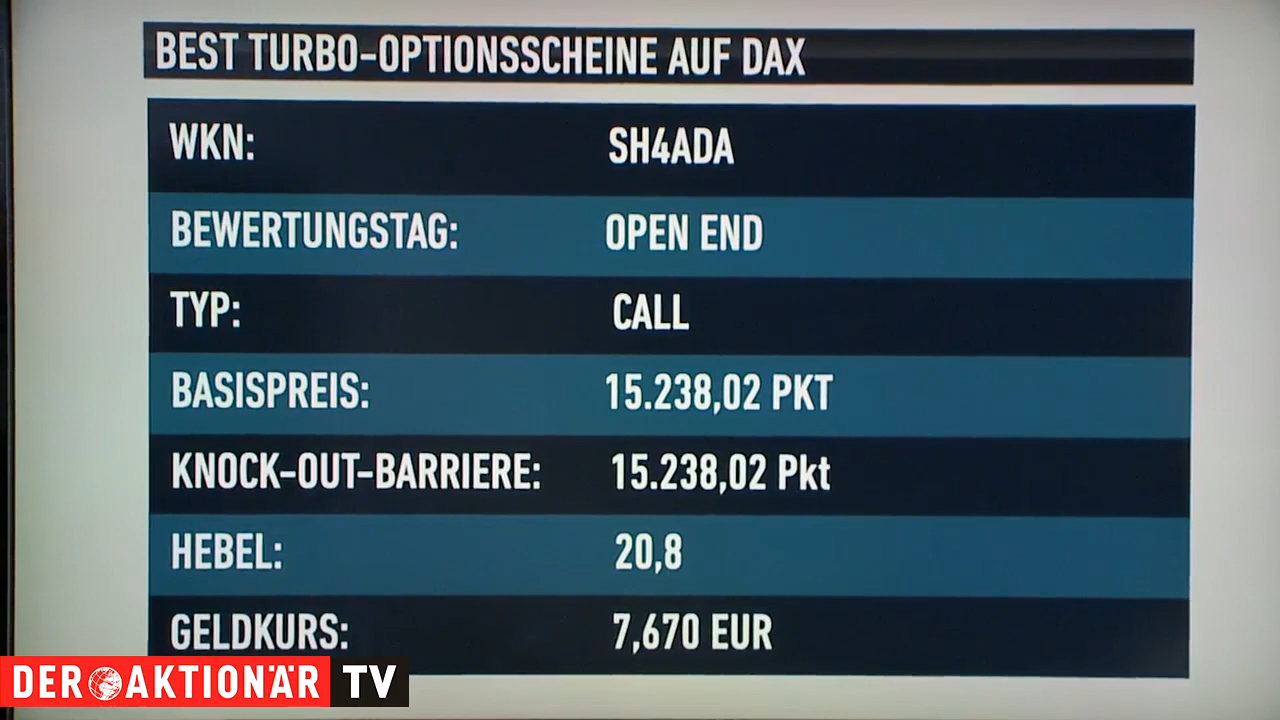 BEST TURBO-OPTIONSSCHEINE AUF DAX
WKN: SH4ADA
BEWERTUNGSTAG: OPEN END
TYP: CALL
BASISPREIS: 15.238,02 PKT
KNOCK-OUT-BARRIERE: 15.238,02 Pkt
HEBEL: 20,8
GELDKURS: 7,670 EUR
DER AKTIONÄR TV